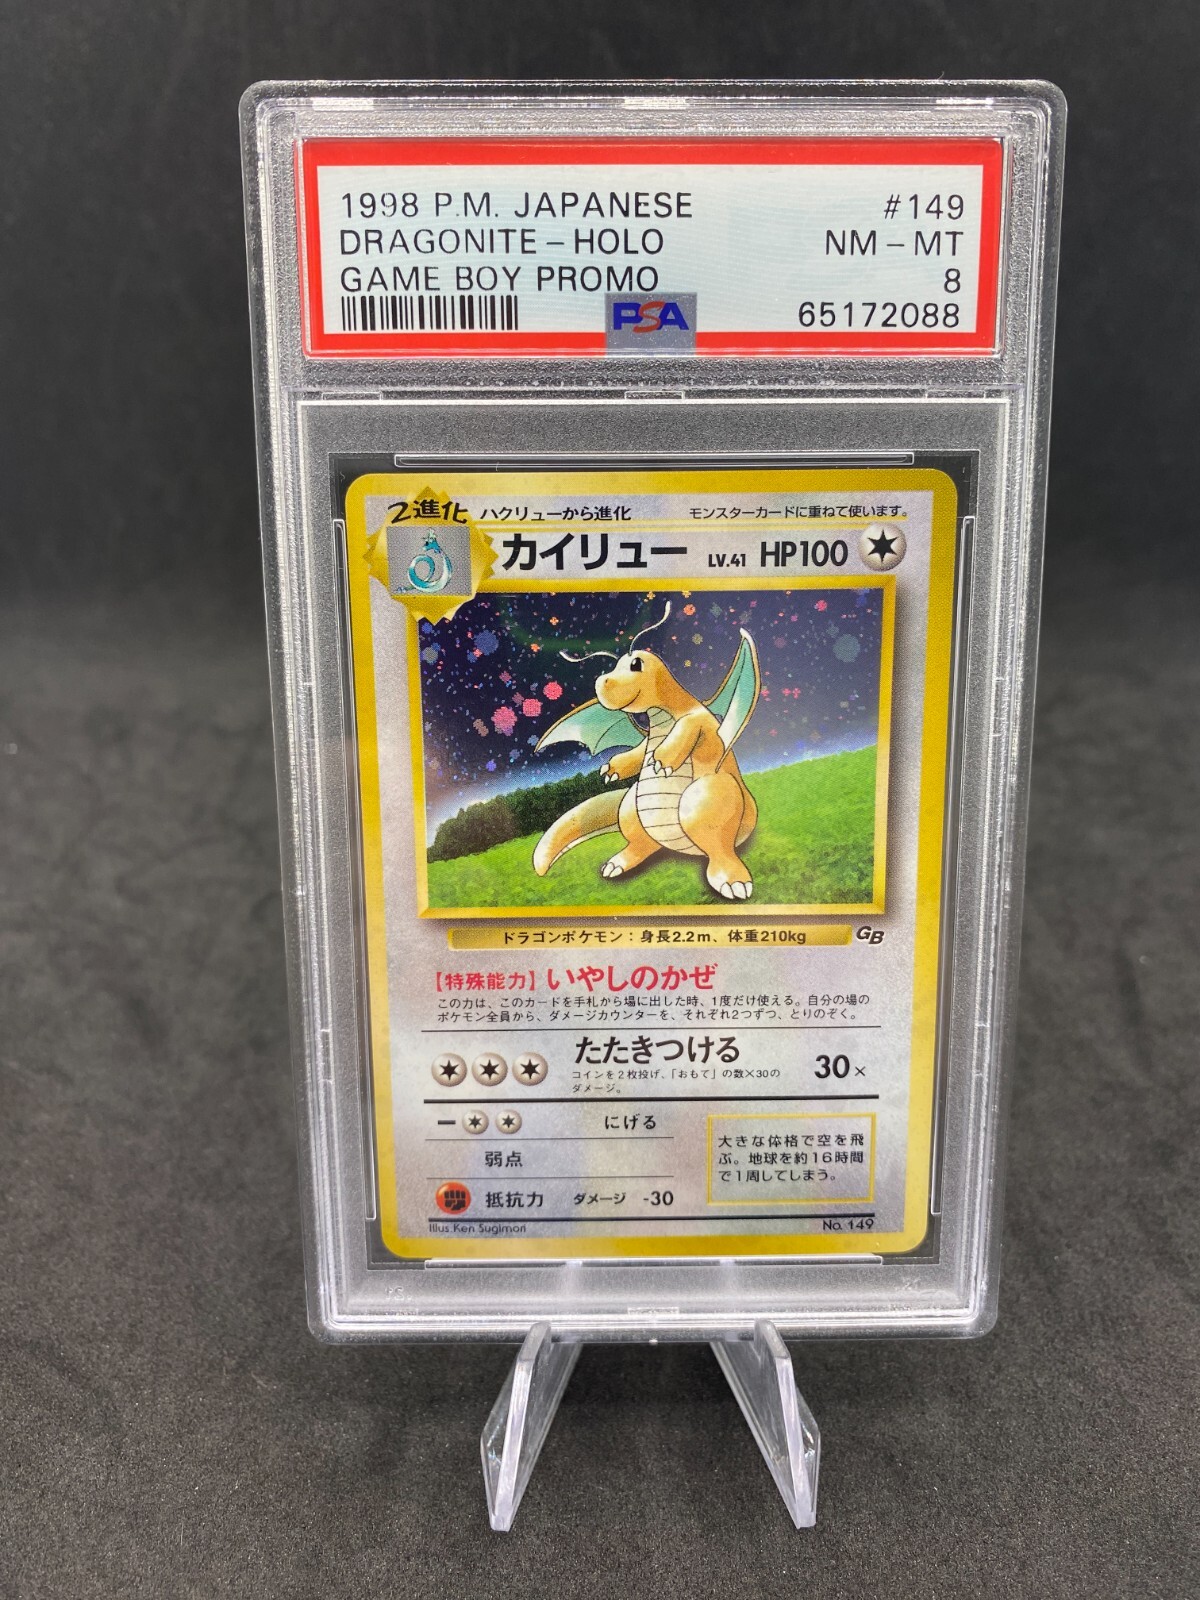 1998 P.M. JAPANESE #149
DRAGONITE-HOLO NM-MT
GAME BOY PROMO 8
PSA 65172088
2進化 ハクリューから進化 モンスターカードに重ねて使います。
カイリュー LV.41 HP100
ドラゴンポケモン:身長2.2m、体重210kg GB
【特殊能力】いやしのかぜ
この力は、このカードを手札から場に出した時、1度だけ使える。自分の場の
ポケモン全員から、ダメージカウンターを、それぞれ2つずつ、とりのぞく。
たたきつける 30×
コインを2枚投げ、「おもて」の数×30の
ダメージ。
にげる
弱点
抵抗力 ダメージ -30
大きな体格で空を飛
ぶ。地球を約16時間
で1周してしまう。
Illus. Ken Sugimori No. 149